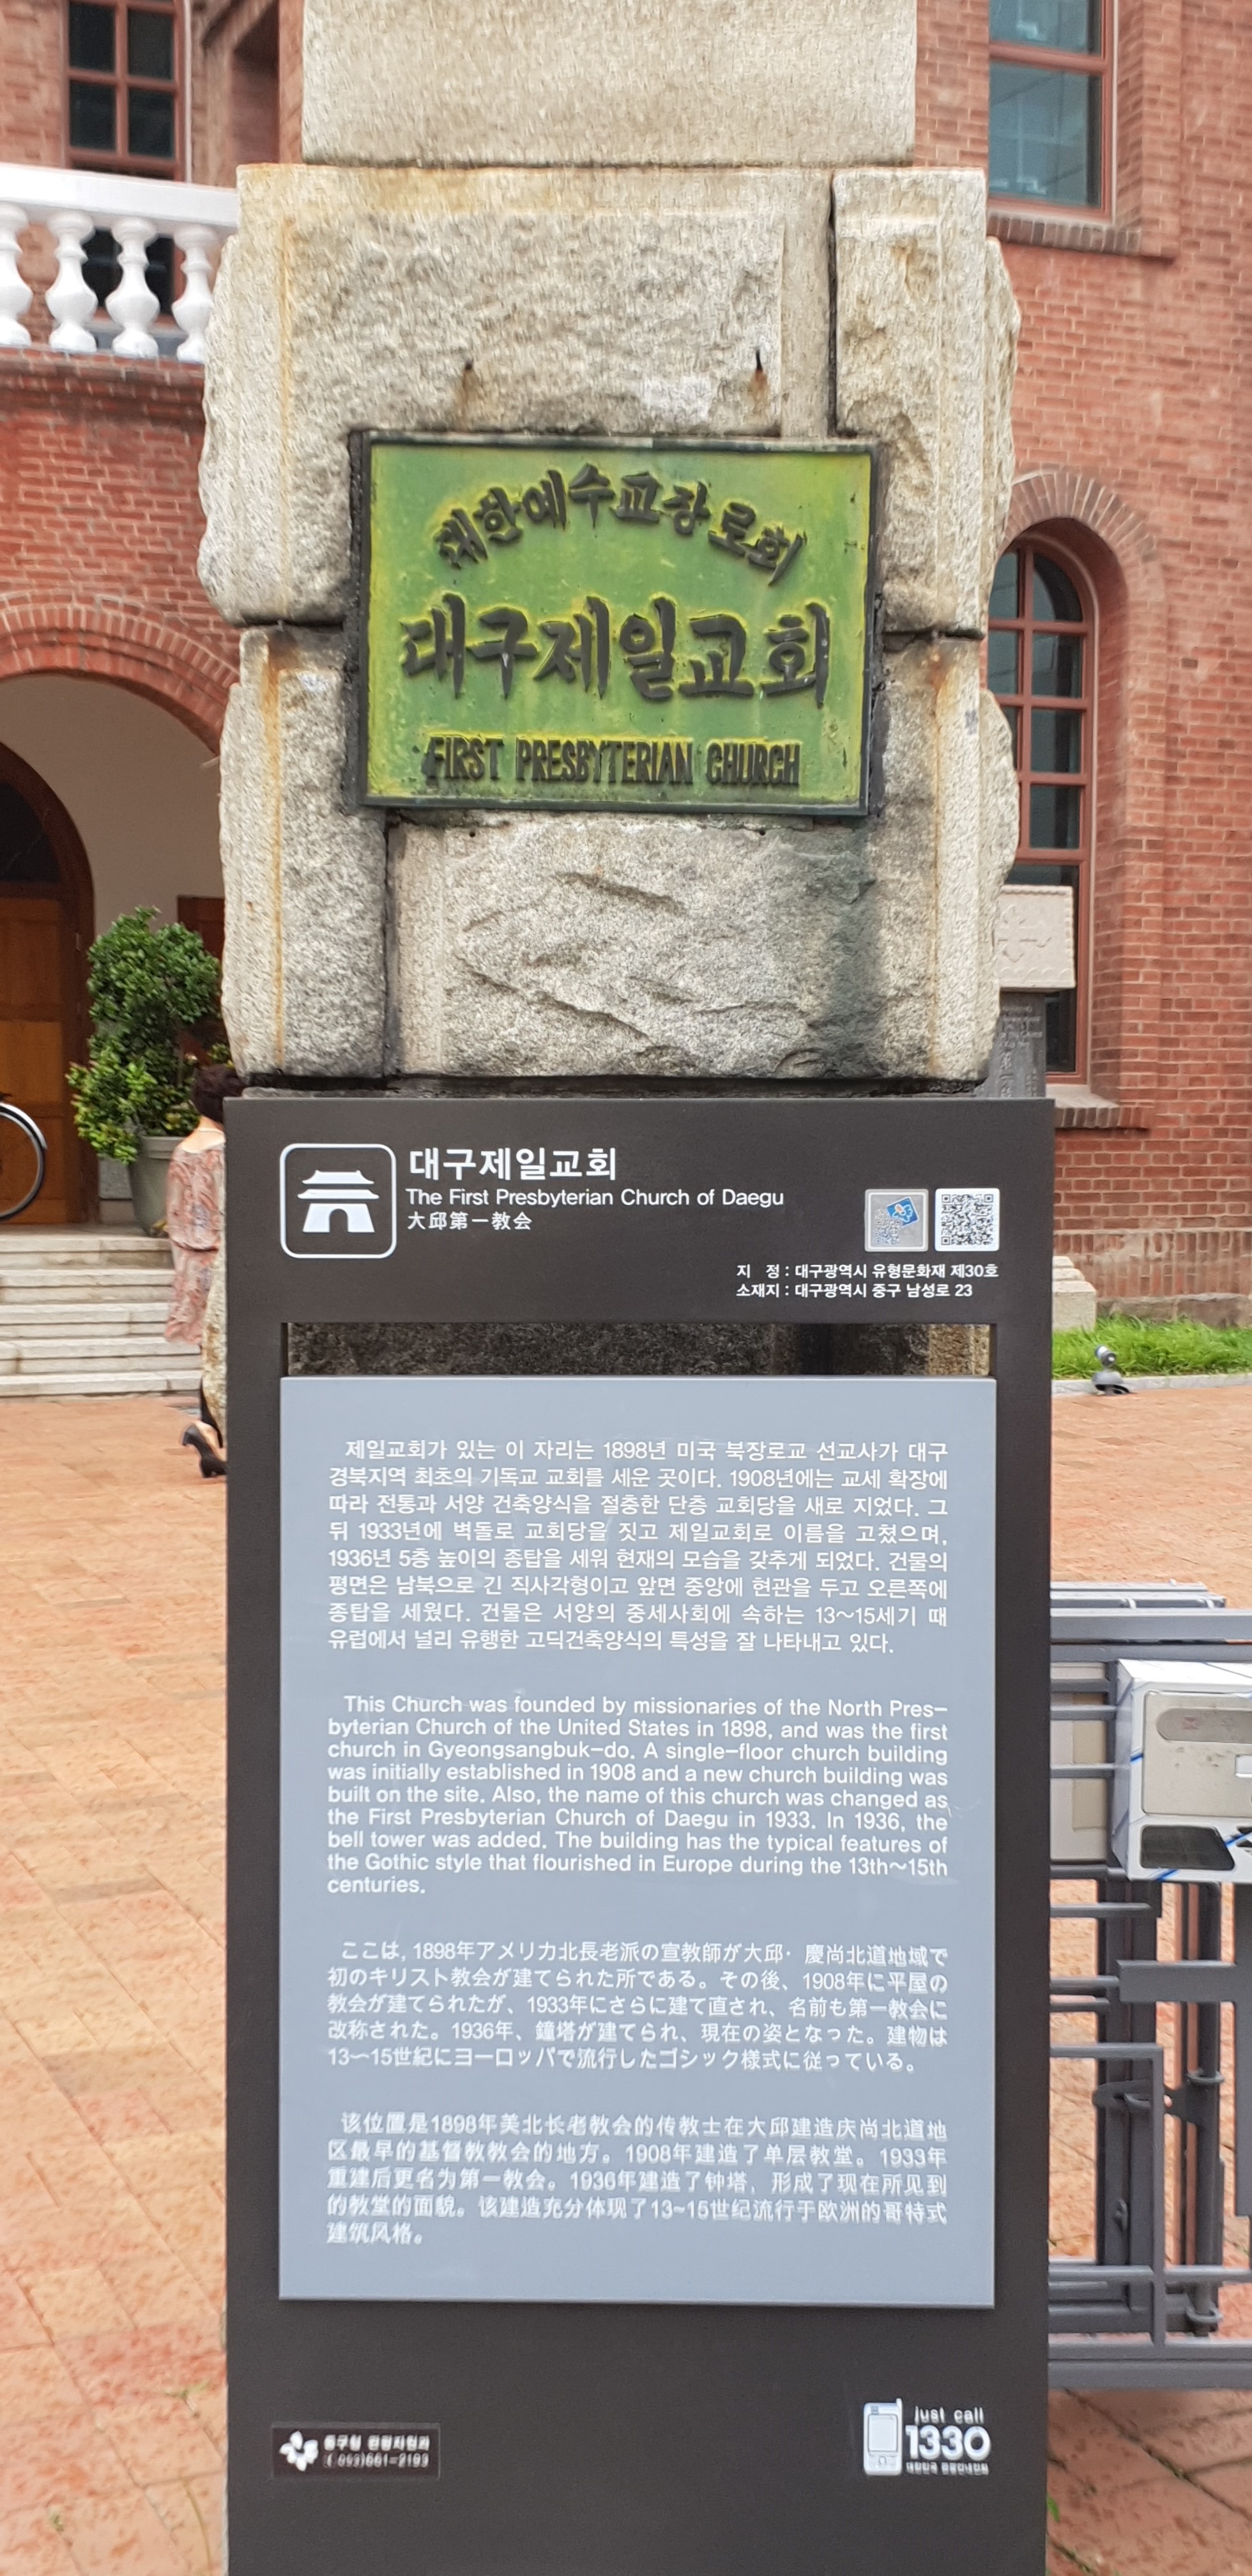 대한예수교장로회
대구제일교회
FIRST PRESBYTERIAN CHURCH
대구제일교회
The First Presbyterian Church of Daegu
大邱第一教会
지 정 : 대구광역시 유형문화재 제30호
소재지 : 대구광역시 중구 남성로 23
제일교회가 있는 이 자리는 1898년 미국 북장로교 선교사가 대구
경북지역 최초의 기독교 교회를 세운 곳이다. 1908년에는 교세 확장에
따라 전통과 서양 건축양식을 절충한 단층 교회당을 새로 지었다. 그
뒤 1933년에 벽돌로 교회당을 짓고 제일교회로 이름을 고쳤으며,
1936년 5층 높이의 종탑을 세워 현재의 모습을 갖추게 되었다. 건물의
평면은 남북으로 긴 직사각형이고 앞면 중앙에 현관을 두고 오른쪽에
종탑을 세웠다. 건물은 서양의 중세사회에 속하는 13~15세기 때
유럽에서 널리 유행한 고딕건축양식의 특성을 잘 나타내고 있다.
This Church was founded by missionaries of the North Pres-
byterian Church of the United States in 1898, and was the first
church in Gyeongsangbuk-do. A single-floor church building
was initially established in 1908 and a new church building was
built on the site. Also, the name of this church was changed as
the First Presbyterian Church of Daegu in 1933. In 1936, the
bell tower was added. The building has the typical features of
the Gothic style that flourished in Europe during the 13th~15th
centuries.
ここは, 1898年アメリカ北長老派の宣教師が大邱· 慶尚北道地域で
初のキリスト教会が建てられた所である。その後、1908年に平屋の
教会が建てられたが、1933年にさらに建て直され、名前も第一教会に
改称された。1936年、鐘塔が建てられ、現在の姿となった。建物は
13~15世紀にヨーロッパで流行したゴシック様式に従っている。
该位置是1898年美北长老教会的传教士在大邱建造庆尚北道地
区最早的基督教教会的地方。1908年建造了单层教堂。1933年
重建后更名为第一教会。1936年建造了钟塔，形成了现在所见到
的教堂的面貌。该建造充分体现了13~15世纪流行于欧洲的哥特式
建筑风格。
중구청 관광자원과
(053)661-2193
just call
1330
대한민국 관광안내전화